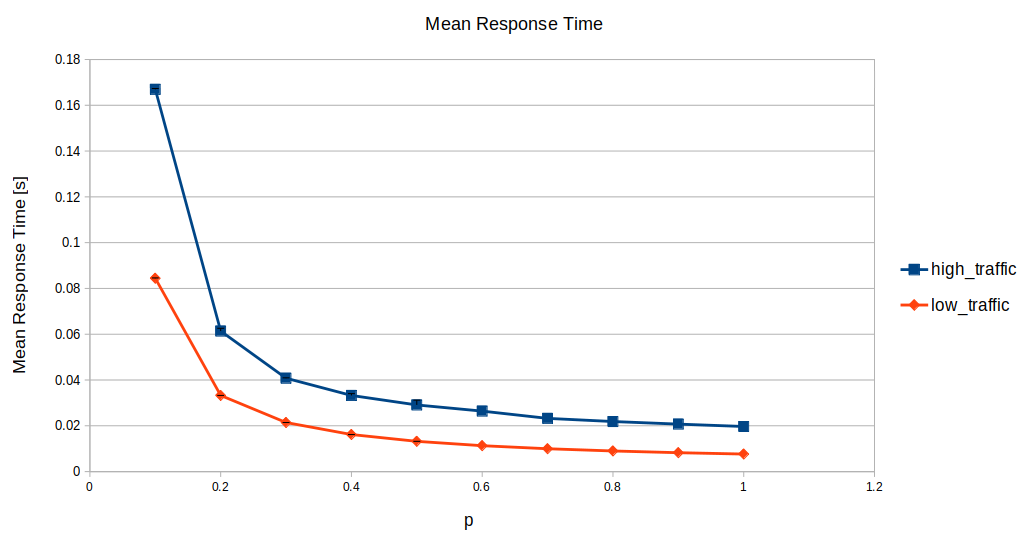 Mean Response Time
0.18
0.16
0.14
0.12
0.1
0.08
0.06
0.04
0.02
0
Mean Response Time [s]
0 0.2 0.4 0.6 0.8 1 1.2
p
high_traffic
low_traffic